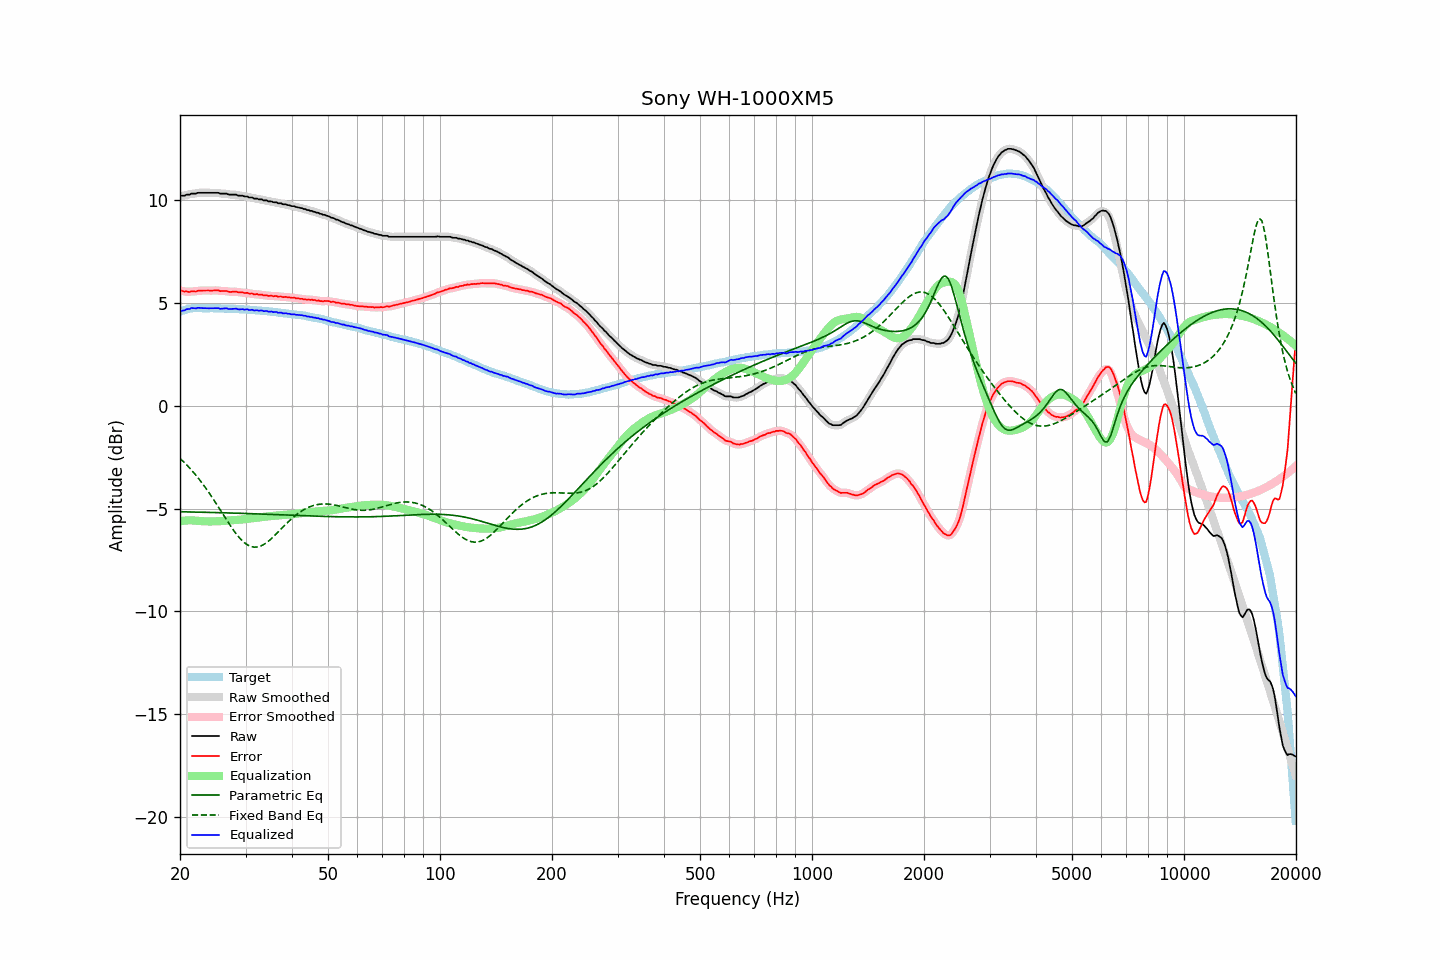 Sony WH-1000XM5
Amplitude (dBr)
10
5
0
−5
−10
−15
−20
Target
Raw Smoothed
Error Smoothed
Raw
Error
Equalization
Parametric Eq
Fixed Band Eq
Equalized
20 50 100 200 500 1000 2000 5000 10000 20000
Frequency (Hz)